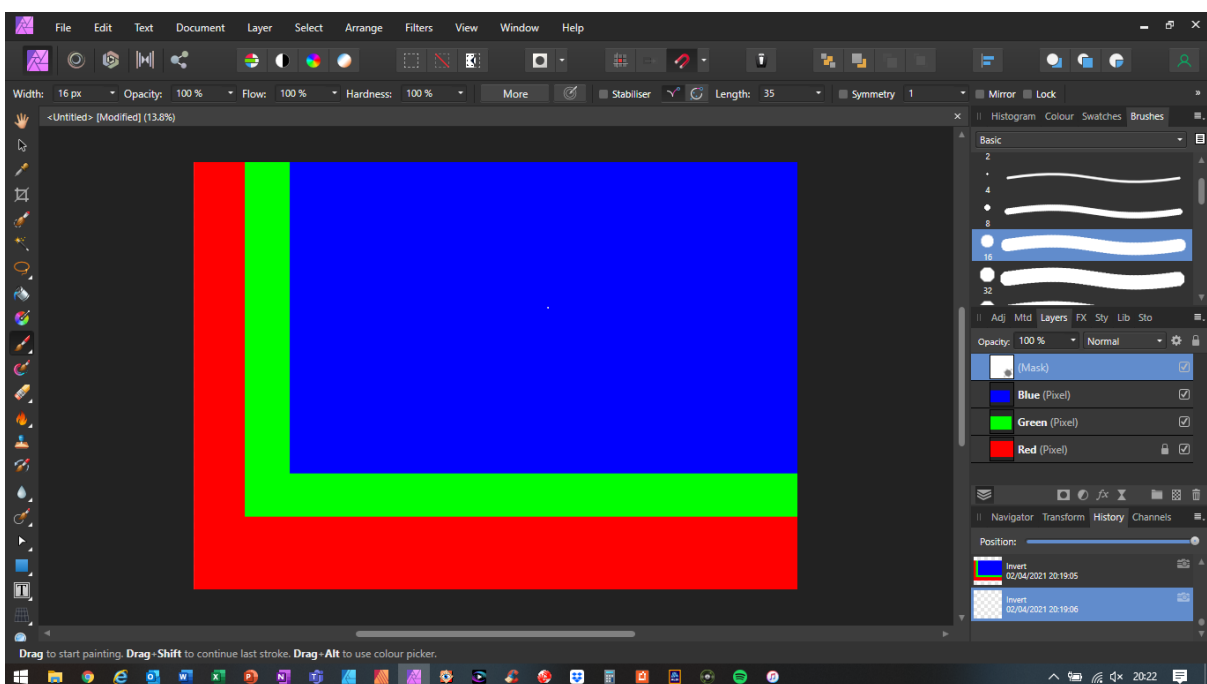 File Edit Text Document Layer Select Arrange Filters View Window Help
Width: 16 px Opacity: 100 % Flow: 100 % Hardness: 100 % More Stabiliser Length: 35 Symmetry 1 Mirror Lock »
<Untitled> [Modified] (13.8%)
Histogram Colour Swatches Brushes
Basic
2
4
8
16
32
Adj Mtd Layers FX Sty Lib Sto
Opacity: 100 % Normal
(Mask)
Blue (Pixel)
Green (Pixel)
Red (Pixel)
fx
Navigator Transform History Channels
Position:
Invert
02/04/2021 20:19:05
Invert
02/04/2021 20:19:06
Drag to start painting. Drag+Shift to continue last stroke. Drag+Alt to use colour picker.
20:22